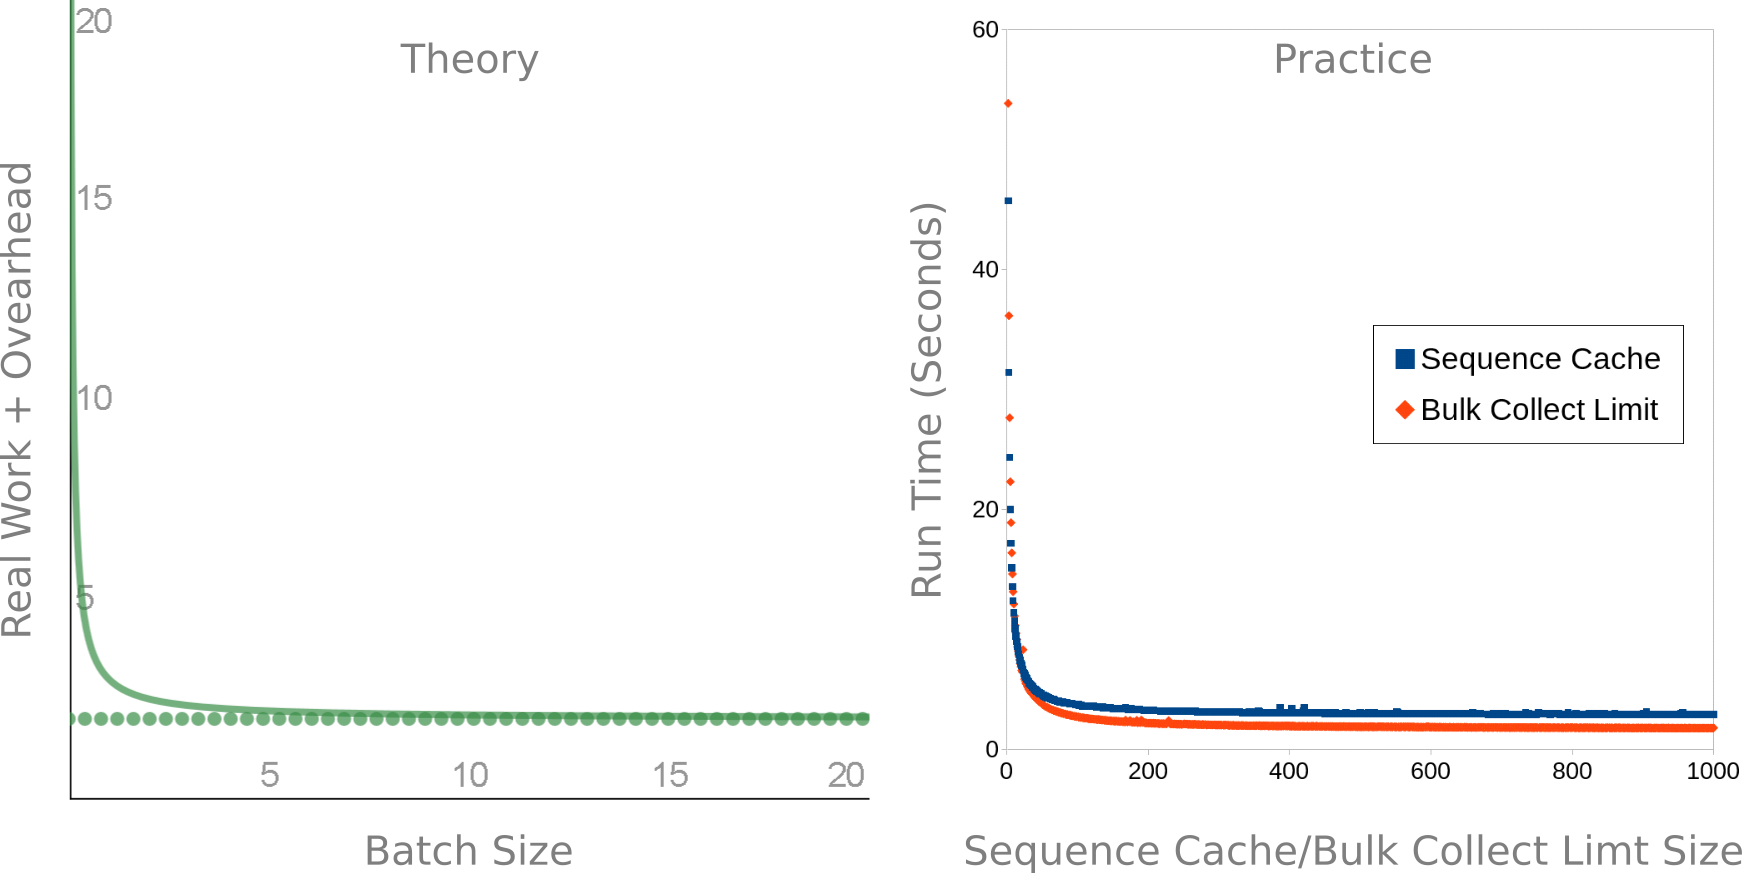 Theory
Real Work + Ovearhead
20
15
10
5
5 10 15 20
Batch Size
Practice
Run Time (Seconds)
60
40
20
0
0 200 400 600 800 1000
Sequence Cache
Bulk Collect Limit
Sequence Cache/Bulk Collect Limt Size